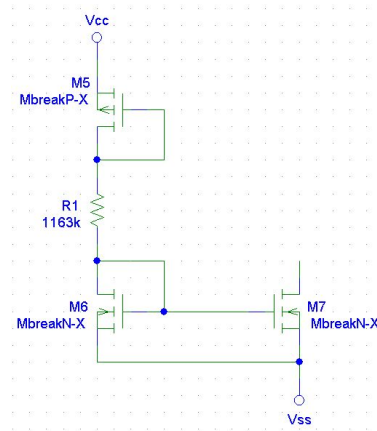 Vcc
M5
MbreakP-X
R1
1163k
M6
MbreakN-X
M7
MbreakN-X
Vss